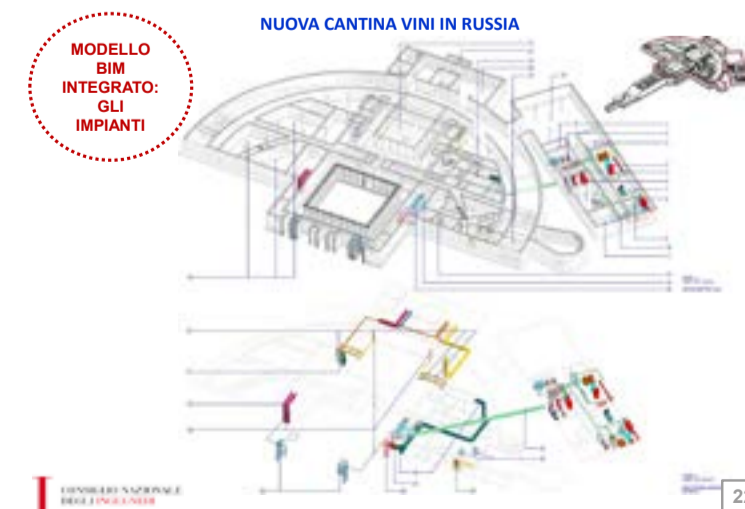 NUOVA CANTINA VINI IN RUSSIA
MODELLO
BIM
INTEGRATO:
GLI
IMPIANTI
CONSIGLIO NAZIONALE
DEGLI INGEGNERI